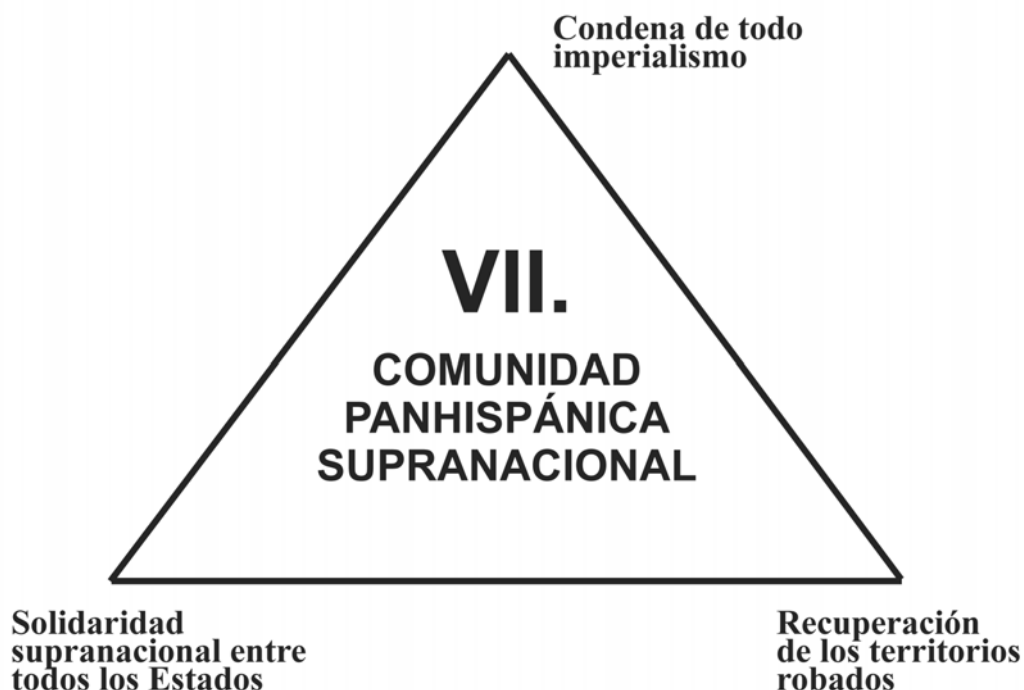 Condena de todo
imperialismo
VII.
COMUNIDAD
PANHISPÁNICA
SUPRANACIONAL
Solidaridad
supranacional entre
todos los Estados
Recuperación
de los territorios
robados